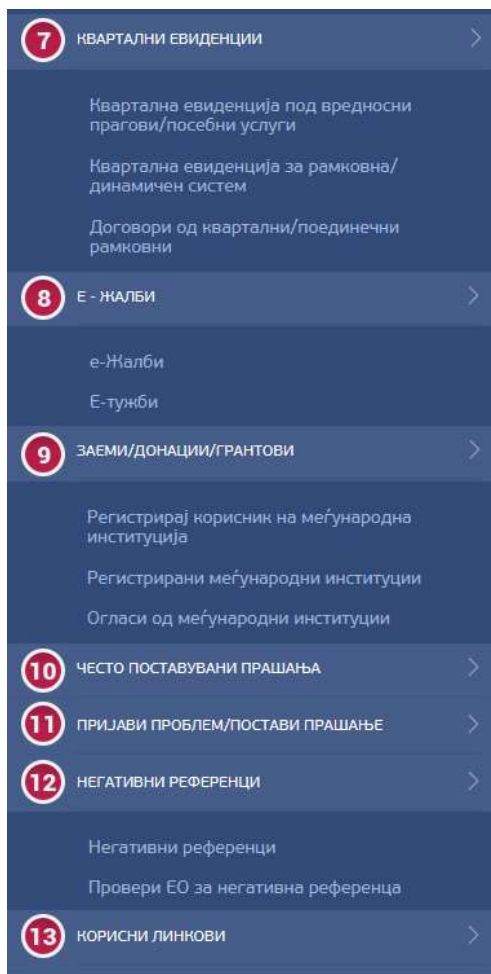 7 КВАРТАЛНИ ЕВИДЕНЦИИ
Квартална евиденција под вредносни
прагови/посебни услуги
Квартална евиденција за рамковна/
динамичен систем
Договори од квартални/поединечни
рамковни
8 Е - ЖАЛБИ
е-Жалби
Е-тужби
9 ЗАЕМИ/ДОНАЦИИ/ГРАНТОВИ
Регистрирај корисник на меѓународна
институција
Регистрирани меѓународни институции
Огласи од меѓународни институции
10 ЧЕСТО ПОСТАВУВАНИ ПРАШАЊА
11 ПРИЈАВИ ПРОБЛЕМ/ПОСТАВИ ПРАШАЊЕ
12 НЕГАТИВНИ РЕФЕРЕНЦИ
Негативни референци
Провери ЕО за негативна референца
13 КОРИСНИ ЛИНКОВИ